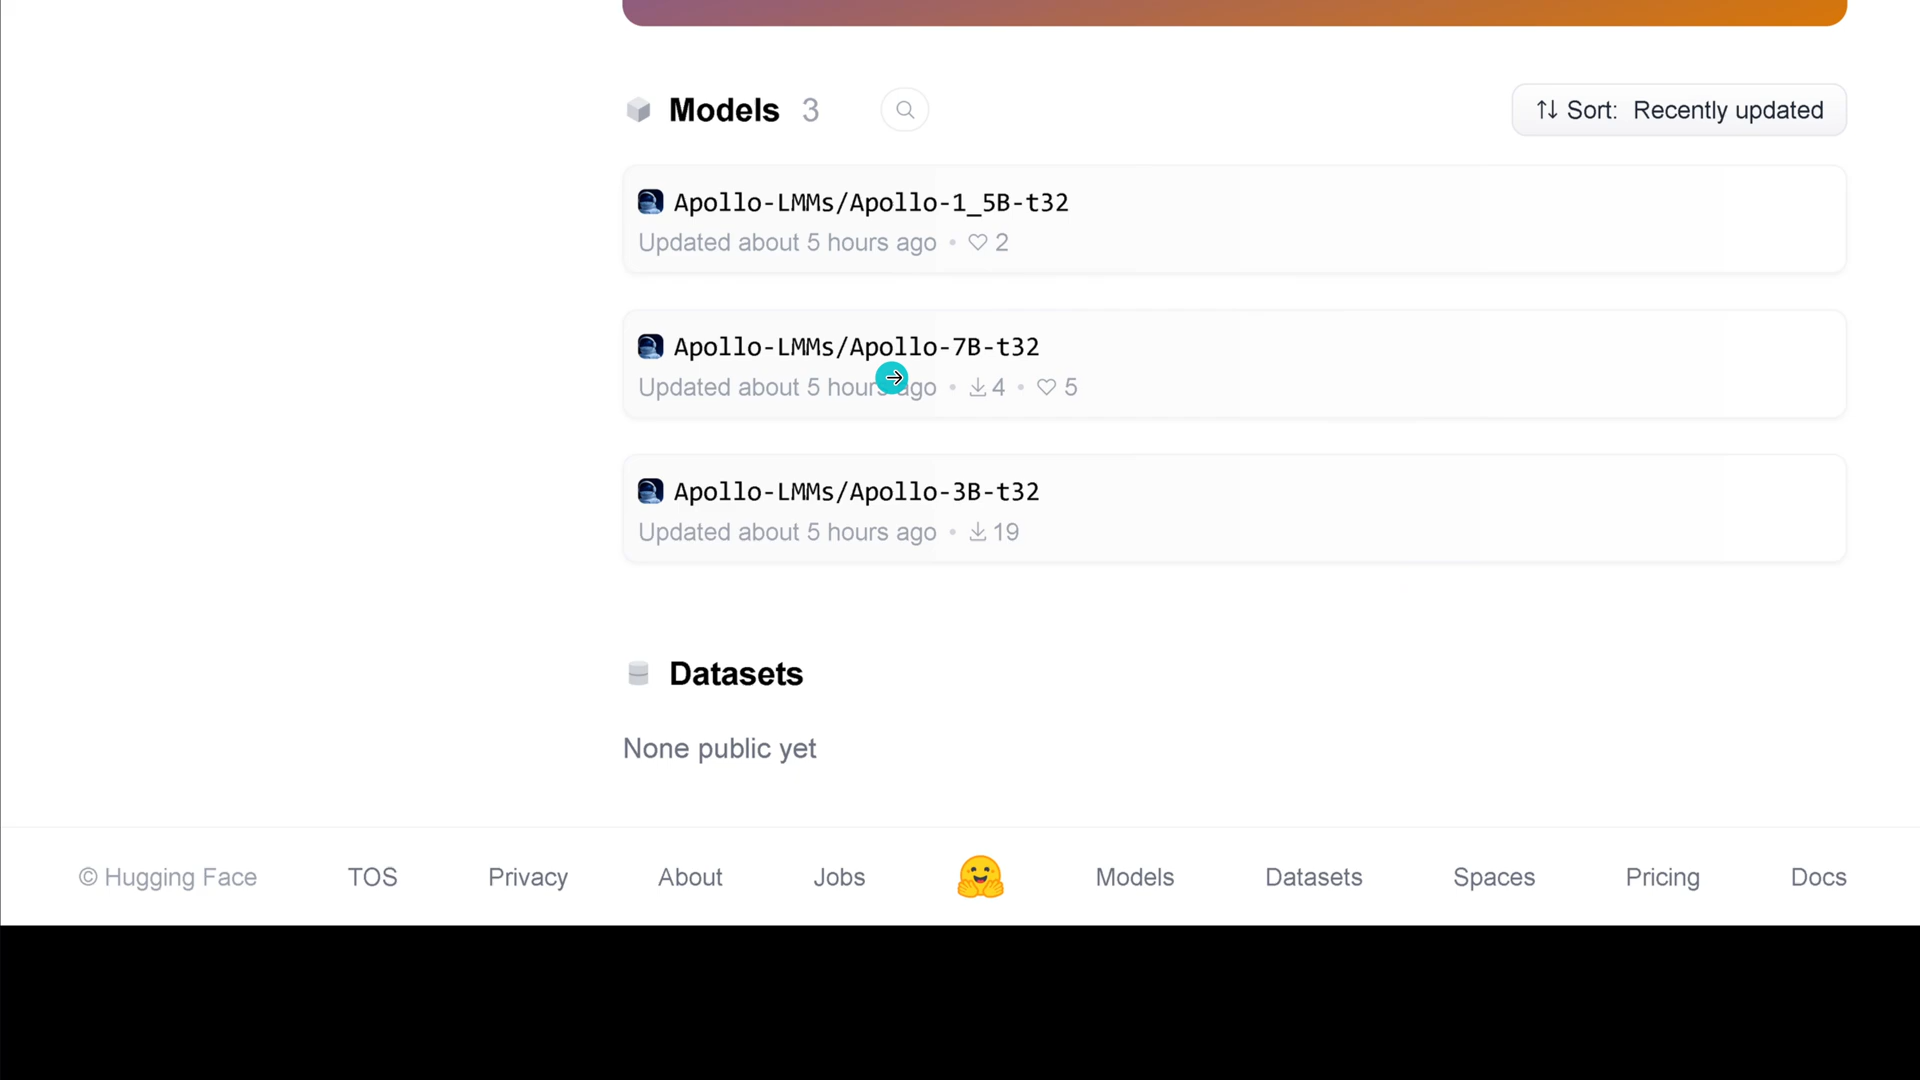 Models 3
Sort: Recently updated
Apollo-LMMs/Apollo-1_5B-t32
Updated about 5 hours ago • 2
Apollo-LMMs/Apollo-7B-t32
Updated about 5 hours ago • 4 • 5
Apollo-LMMs/Apollo-3B-t32
Updated about 5 hours ago • 19
Datasets
None public yet
© Hugging Face TOS Privacy About Jobs Models Datasets Spaces Pricing Docs